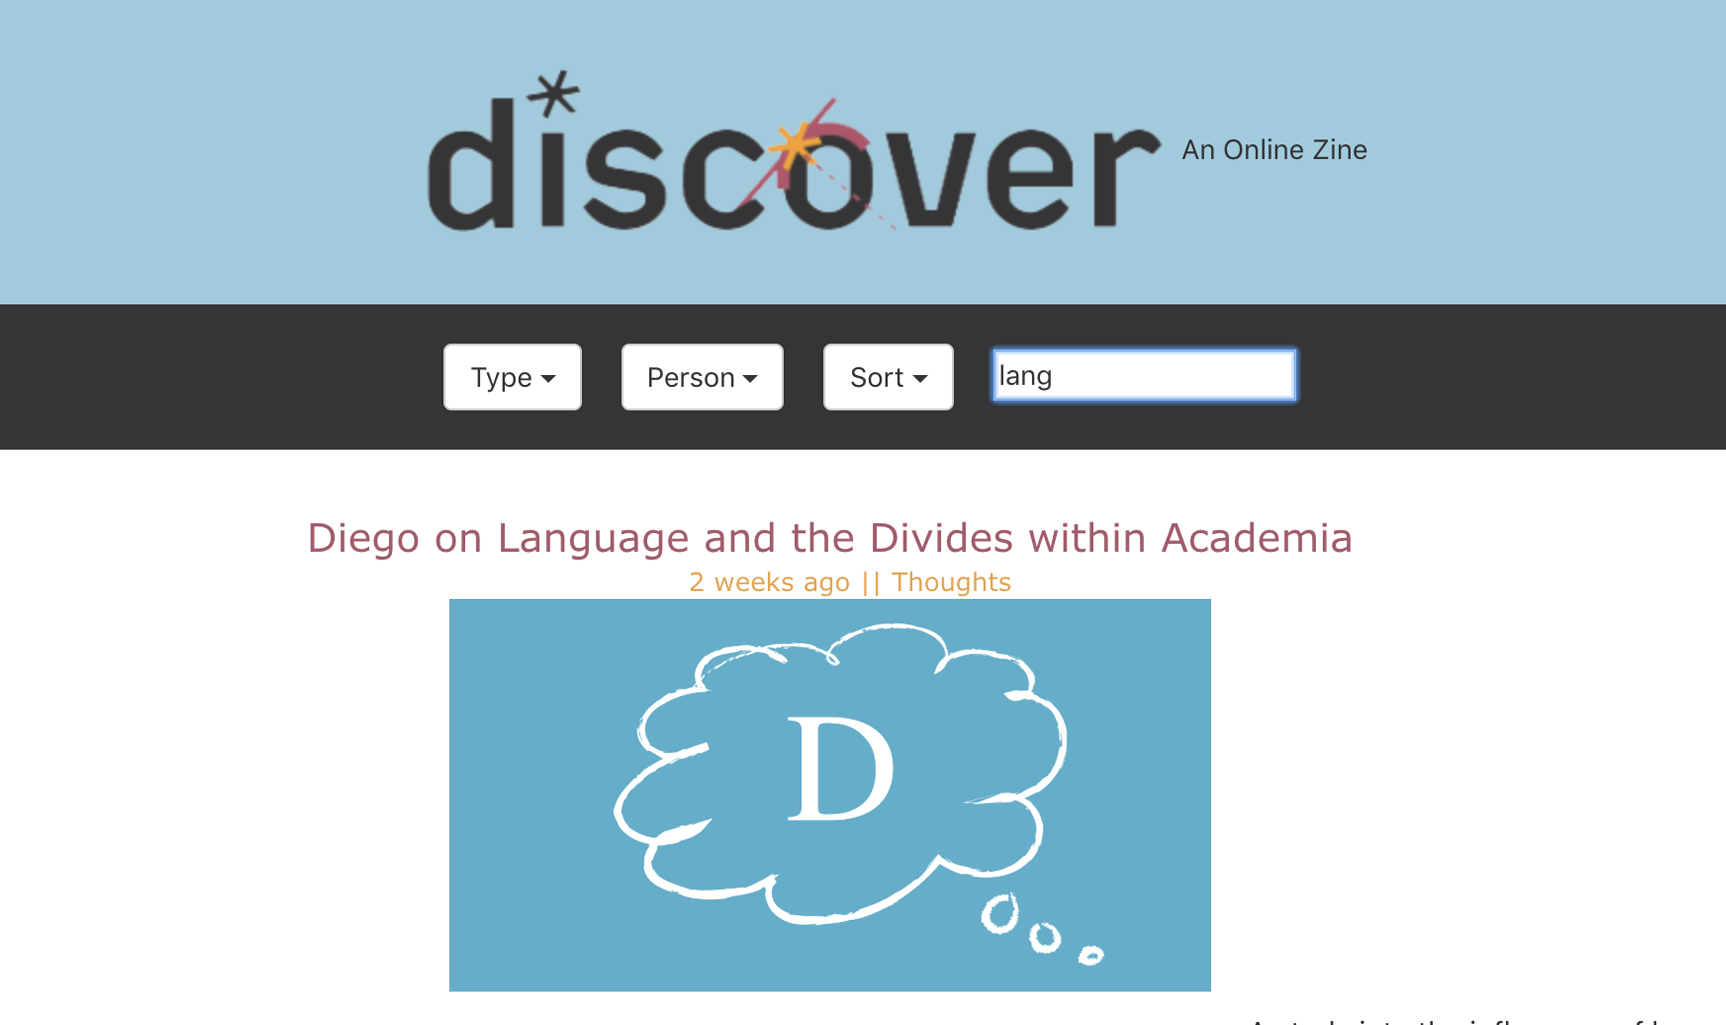 discover
An Online Zine
Type
Person
Sort
lang
Diego on Language and the Divides within Academia
2 weeks ago || Thoughts
D